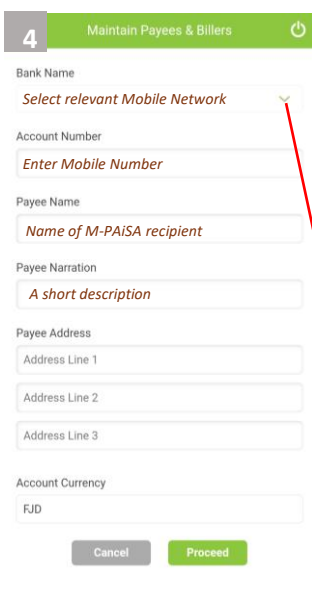 4
Maintain Payees & Billers
Bank Name
Select relevant Mobile Network
Account Number
Enter Mobile Number
Payee Name
Name of M-PAiSA recipient
Payee Narration
A short description
Payee Address
Address Line 1
Address Line 2
Address Line 3
Account Currency
FJD
Cancel Proceed